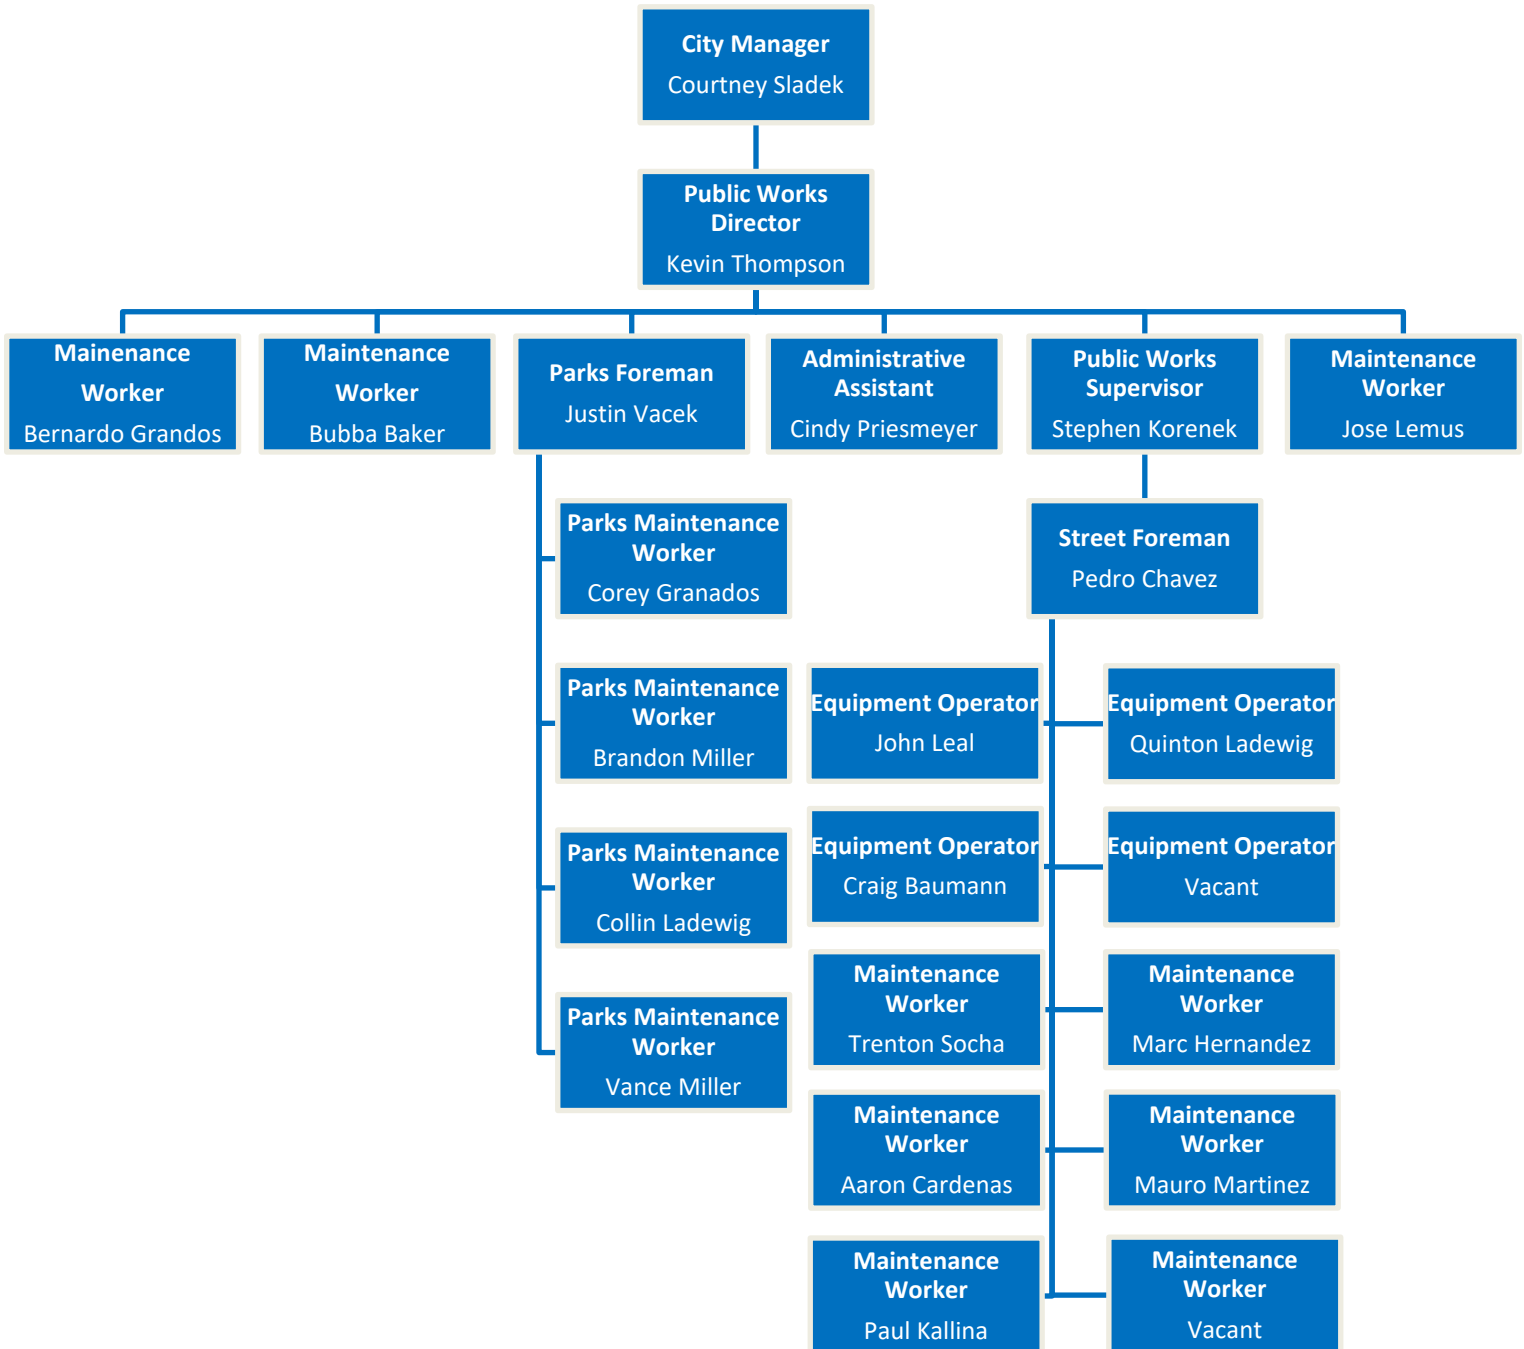 City Manager
Courtney Sladek
Public Works
Director
Kevin Thompson
Mainenance
Worker
Bernardo Grandos
Maintenance
Worker
Bubba Baker
Parks Foreman
Justin Vacek
Administrative
Assistant
Cindy Priesmeyer
Public Works
Supervisor
Stephen Korenek
Maintenance
Worker
Jose Lemus
Parks Maintenance
Worker
Corey Granados
Parks Maintenance
Worker
Brandon Miller
Parks Maintenance
Worker
Collin Ladewig
Parks Maintenance
Worker
Vance Miller
Street Foreman
Pedro Chavez
Equipment Operator
John Leal
Equipment Operator
Quinton Ladewig
Equipment Operator
Craig Baumann
Equipment Operator
Vacant
Maintenance
Worker
Trenton Socha
Maintenance
Worker
Marc Hernandez
Maintenance
Worker
Aaron Cardenas
Maintenance
Worker
Mauro Martinez
Maintenance
Worker
Paul Kallina
Maintenance
Worker
Vacant